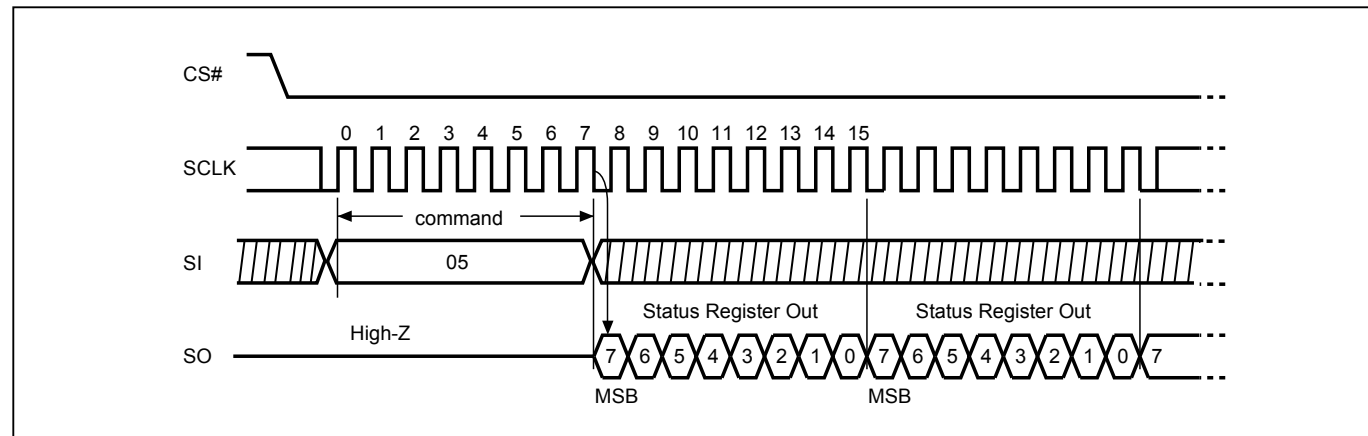 CS#
0 1 2 3 4 5 6 7 8 9 10 11 12 13 14 15
SCLK
command
SI
05
Status Register Out Status Register Out
High-Z
SO
7 6 5 4 3 2 1 0 7 6 5 4 3 2 1 0 7
MSB MSB